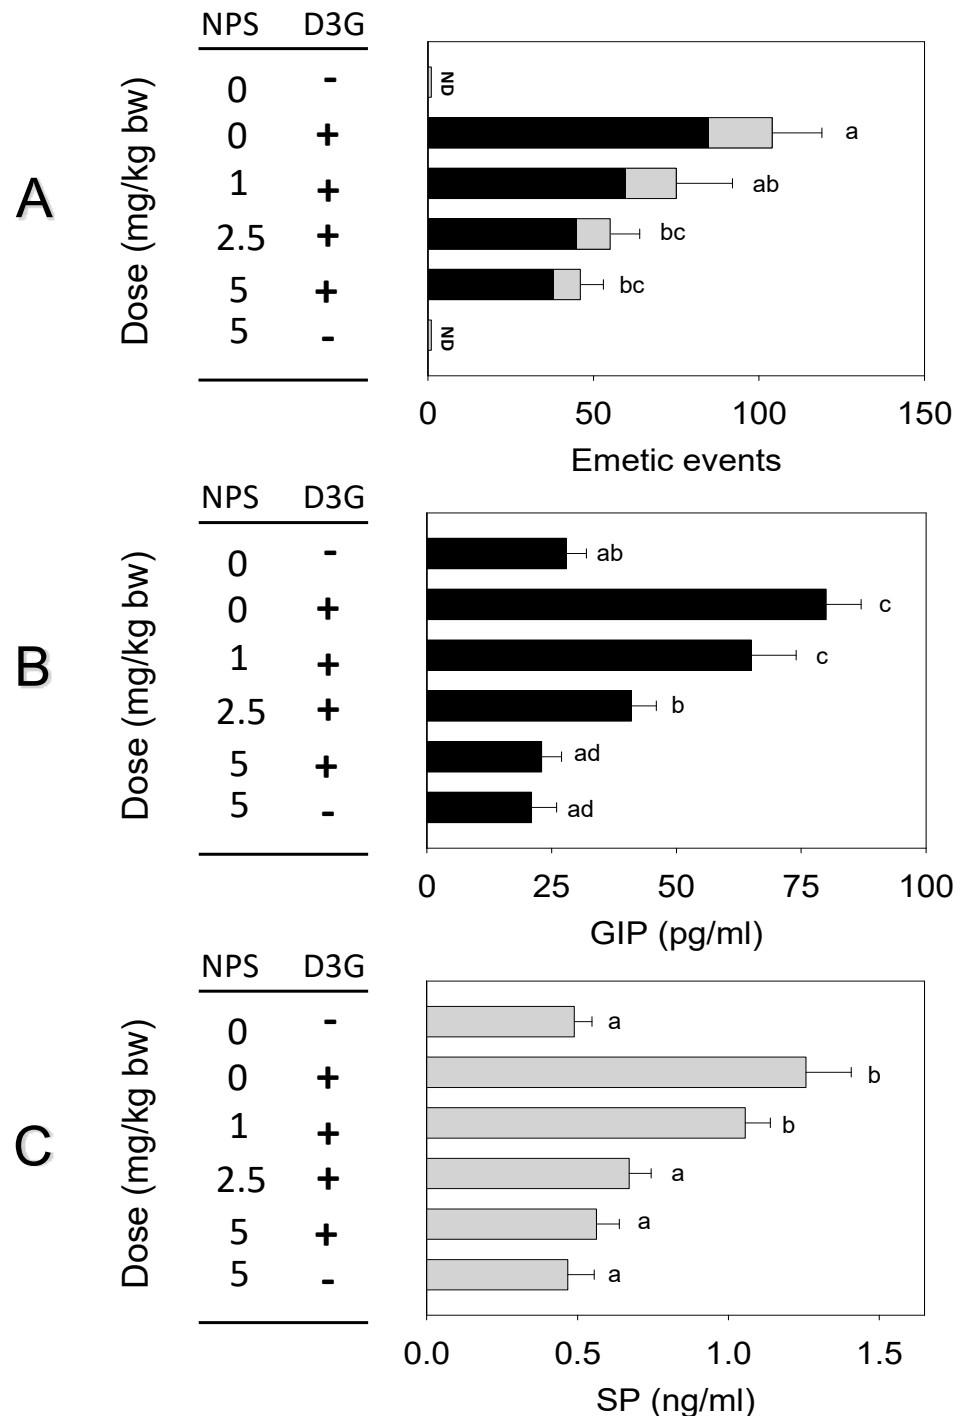 NPS D3G
A
Dose (mg/kg bw)
0 -
0 +
1 +
2.5 +
5 +
5 -
ND
a
ab
bc
bc
ND
0 50 100 150
Emetic events
NPS D3G
B
Dose (mg/kg bw)
0 -
0 +
1 +
2.5 +
5 +
5 -
ab
c
c
b
ad
ad
0 25 50 75 100
GIP (pg/ml)
NPS D3G
C
Dose (mg/kg bw)
0 -
0 +
1 +
2.5 +
5 +
5 -
a
b
b
a
a
a
0.0 0.5 1.0 1.5
SP (ng/ml)